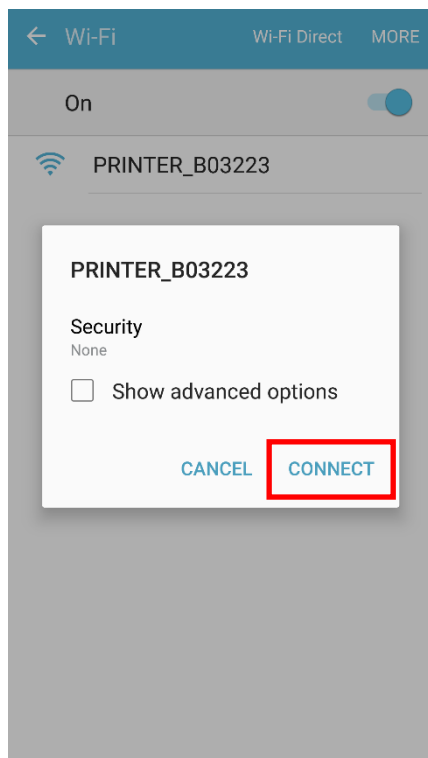 Wi-Fi Wi-Fi Direct MORE
On
PRINTER_B03223
PRINTER_B03223
Security
None
Show advanced options
CANCEL CONNECT